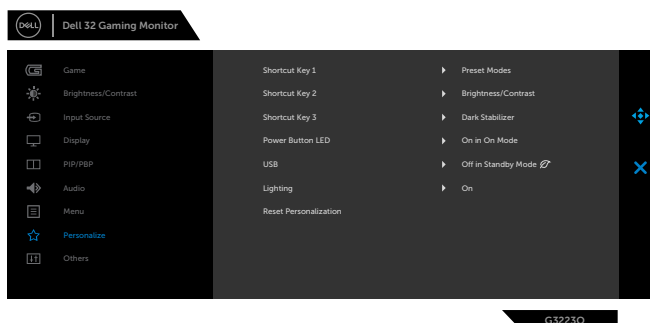 DELL Dell 32 Gaming Monitor
Game Shortcut Key 1 Preset Modes
Brightness/Contrast Shortcut Key 2 Brightness/Contrast
Input Source Shortcut Key 3 Dark Stabilizer
Display Power Button LED On in On Mode
PIP/PBP USB Off in Standby Mode
Audio Lighting On
Menu Reset Personalization
Personalize
Others
G3223Q